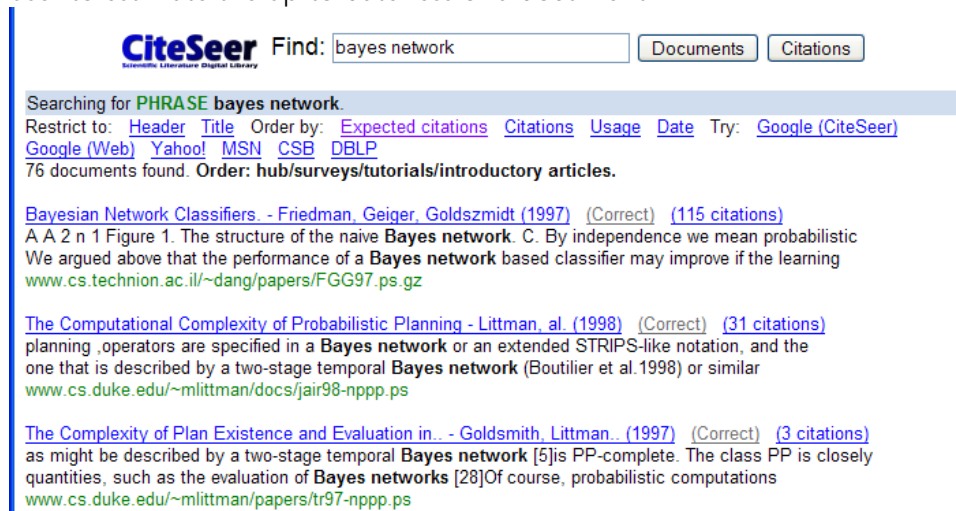 CiteSeer Find: bayes network Documents Citations
Scientific Literature Digital Library
Searching for PHRASE bayes network.
Restrict to: Header Title Order by: Expected citations Citations Usage Date Try: Google (CiteSeer)
Google (Web) Yahoo! MSN CSB DBLP
76 documents found. Order: hub/surveys/tutorials/introductory articles.
Bayesian Network Classifiers. - Friedman, Geiger, Goldszmidt (1997) (Correct) (115 citations)
A A 2 n 1 Figure 1. The structure of the naive Bayes network. C. By independence we mean probabilistic
We argued above that the performance of a Bayes network based classifier may improve if the learning
www.cs.technion.ac.il/~dang/papers/FGG97.ps.gz
The Computational Complexity of Probabilistic Planning - Littman, al. (1998) (Correct) (31 citations)
planning ,operators are specified in a Bayes network or an extended STRIPS-like notation, and the
one that is described by a two-stage temporal Bayes network (Boutilier et al.1998) or similar
www.cs.duke.edu/~mlittman/docs/jair98-nppp.ps
The Complexity of Plan Existence and Evaluation in.. - Goldsmith, Littman.. (1997) (Correct) (3 citations)
as might be described by a two-stage temporal Bayes network [5]is PP-complete. The class PP is closely
quantities, such as the evaluation of Bayes networks [28]Of course, probabilistic computations
www.cs.duke.edu/~mlittman/papers/tr97-nppp.ps